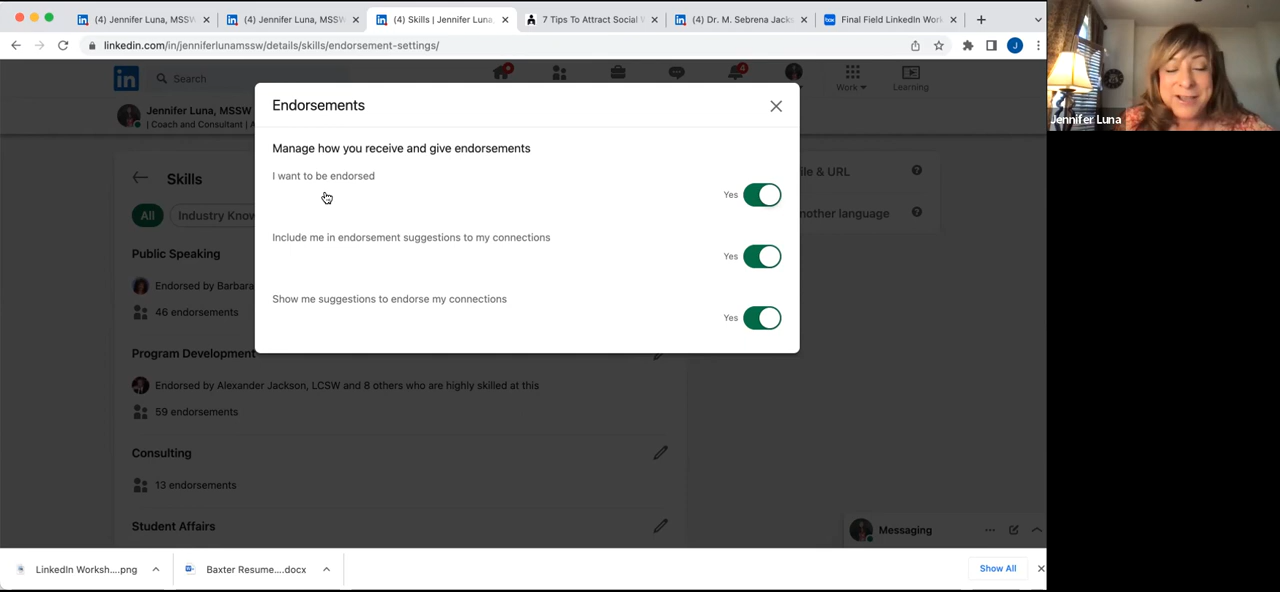 (4) Jennifer Luna, MSSW
(4) Jennifer Luna, MSSW
(4) Skills | Jennifer Luna,
7 Tips To Attract Social
(4) Dr. M. Sebrena Jacks
Final Field LinkedIn Work
linkedin.com/in/jenniferlunamssw/details/skills/endorsement-settings/
J
in
Search
4
Work
Learning
Jennifer Luna
Jennifer Luna, MSSW
| Coach and Consultant |
Endorsements
Manage how you receive and give endorsements
I want to be endorsed
Yes
Include me in endorsement suggestions to my connections
Yes
Show me suggestions to endorse my connections
Yes
Skills
file & URL
All
Industry Know
another language
Public Speaking
Endorsed by Barbara
46 endorsements
Program Development
Endorsed by Alexander Jackson, LCSW and 8 others who are highly skilled at this
59 endorsements
Consulting
13 endorsements
Student Affairs
Messaging
LinkedIn Worksh....png
Baxter Resume....docx
Show All